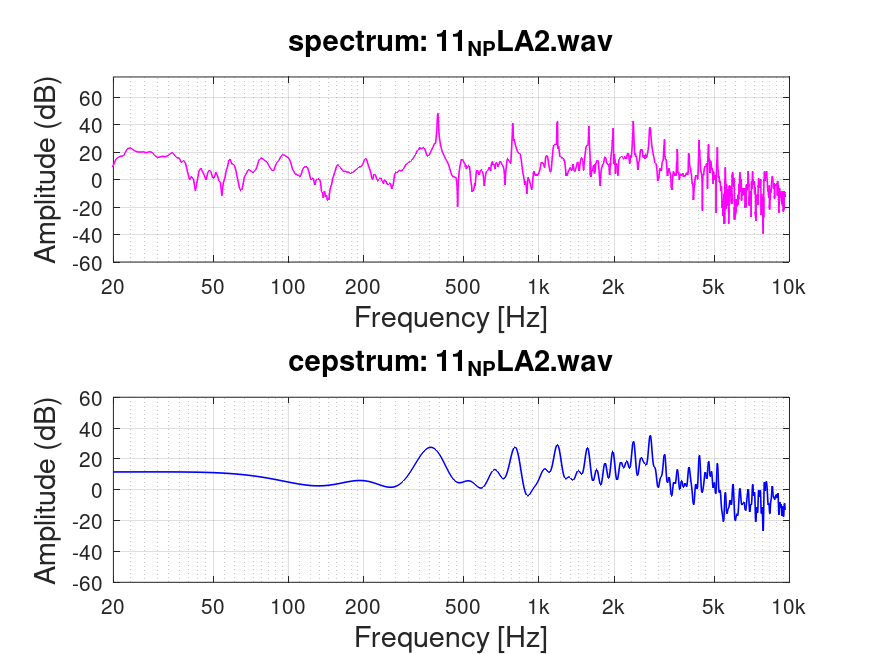 spectrum: 11NPLA2.wav
Amplitude (dB)
60
40
20
0
-20
-40
-60
20 50 100 200 500 1k 2k 5k 10k
Frequency [Hz]
cepstrum: 11NPLA2.wav
Amplitude (dB)
60
40
20
0
-20
-40
-60
20 50 100 200 500 1k 2k 5k 10k
Frequency [Hz]